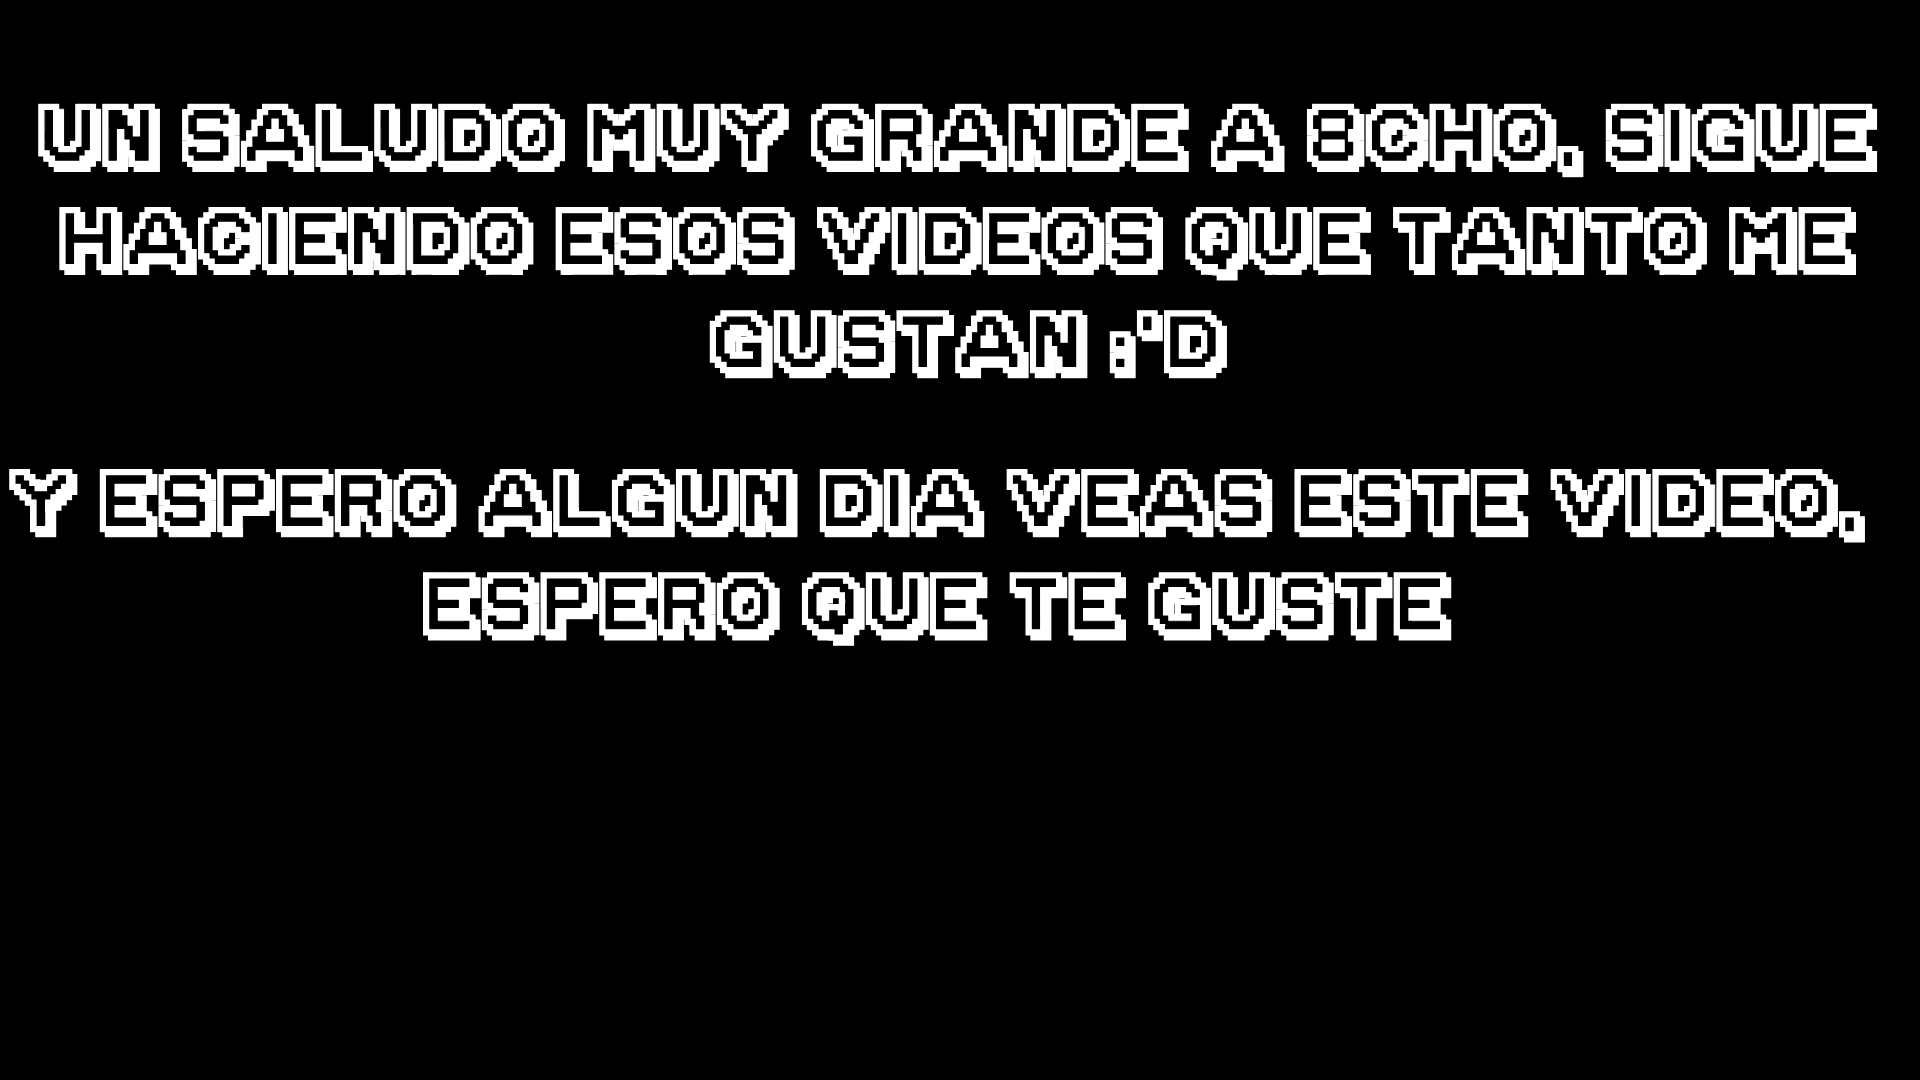 UN SALUDO MUY GRANDE A 8CHO, SIGUE
HACIENDO ESOS VIDEOS QUE TANTO ME
GUSTAN :'D
Y ESPERO ALGUN DIA VEAS ESTE VIDEO,
ESPERO QUE TE GUSTE